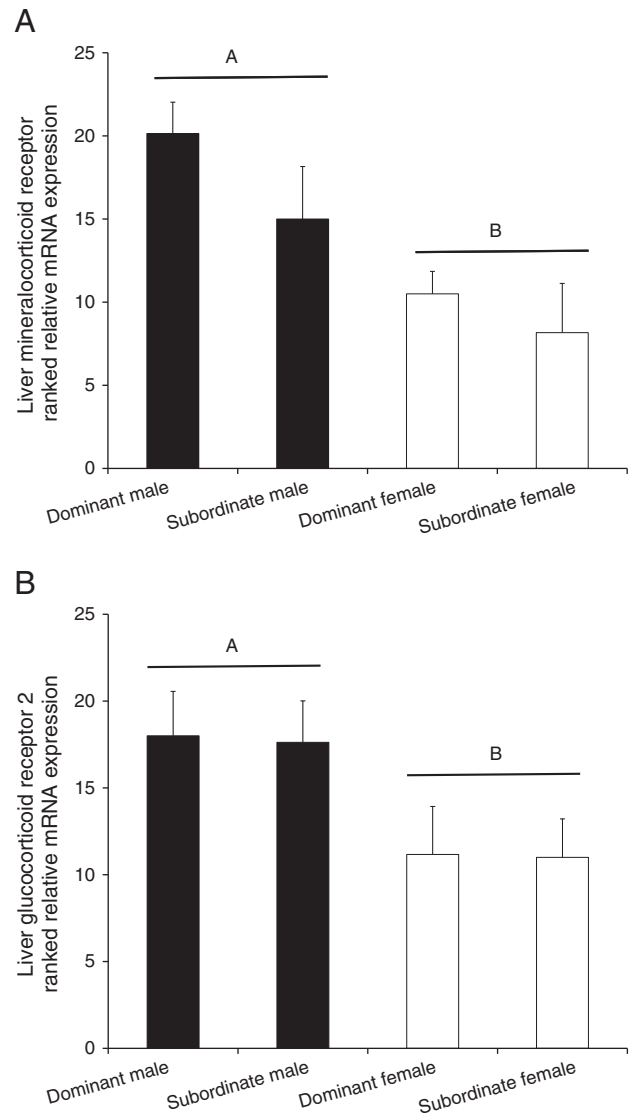 A
Liver mineralocorticoid receptor
ranked relative mRNA expression
25
20
15
10
5
0
A
B
Dominant male
Subordinate male
Dominant female
Subordinate female
B
Liver glucocorticoid receptor 2
ranked relative mRNA expression
25
20
15
10
5
0
A
B
Dominant male
Subordinate male
Dominant female
Subordinate female